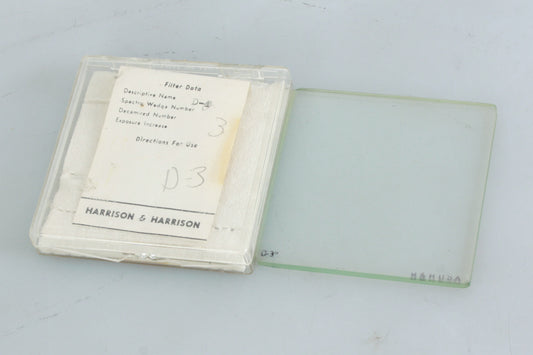 Filter Data
Descriptive Name
Spectra Wedge Number D-
Decamired Number 3
Exposure Increase
Directions For Use
D-3
HARRISON & HARRISON
D-3
H&H USA